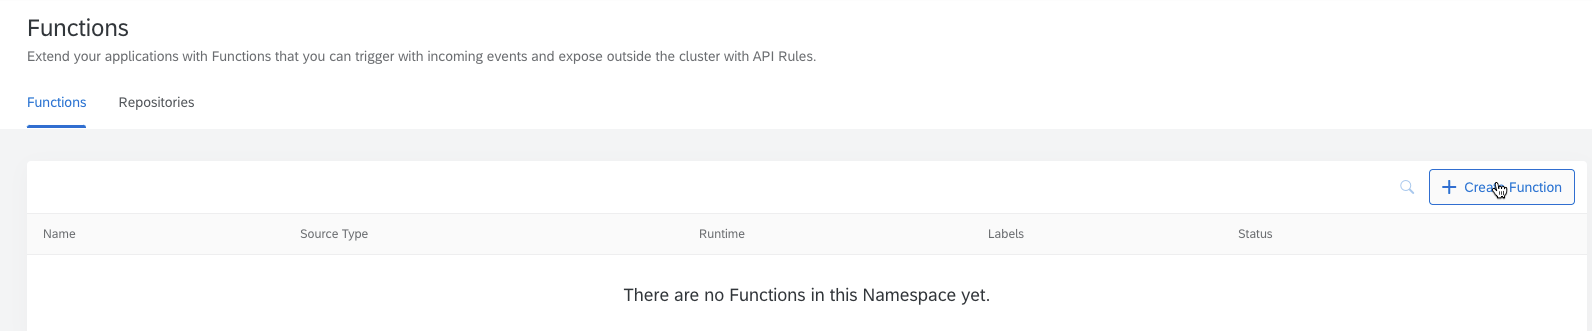 Functions
Extend your applications with Functions that you can trigger with incoming events and expose outside the cluster with API Rules.
Functions Repositories
+ Create Function
Name Source Type Runtime Labels Status
There are no Functions in this Namespace yet.